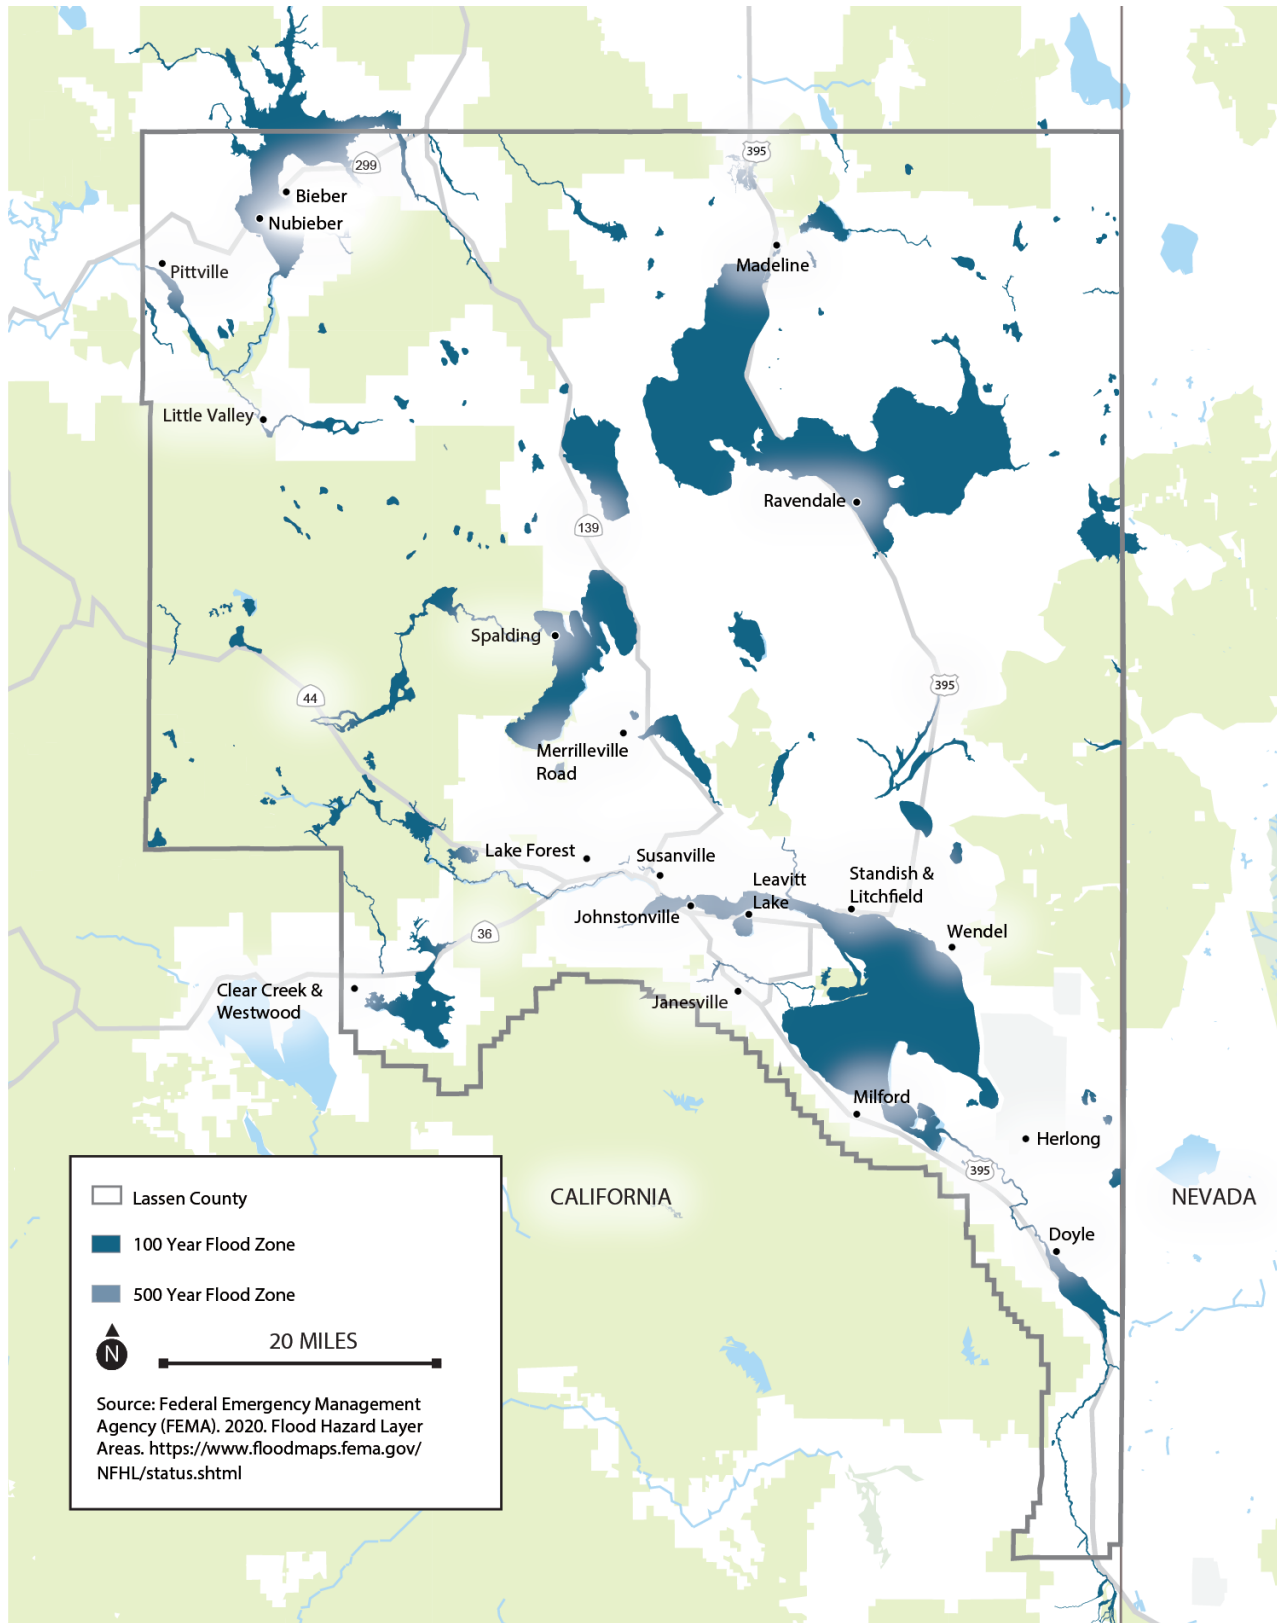 395
299
Bieber
Nubieber
Pittville
Madeline
Little Valley
Ravendale
139
Spalding
395
44
Merrilleville
Road
Lake Forest
Susanville
Leavitt
Lake
Standish &
Litchfield
Johnstonville
36
Wendel
Clear Creek &
Westwood
Janesville
Milford
Herlong
395
CALIFORNIA
NEVADA
Doyle
Lassen County
100 Year Flood Zone
500 Year Flood Zone
N
20 MILES
Source: Federal Emergency Management
Agency (FEMA). 2020. Flood Hazard Layer
Areas. https://www.floodmaps.fema.gov/
NFHL/status.shtml